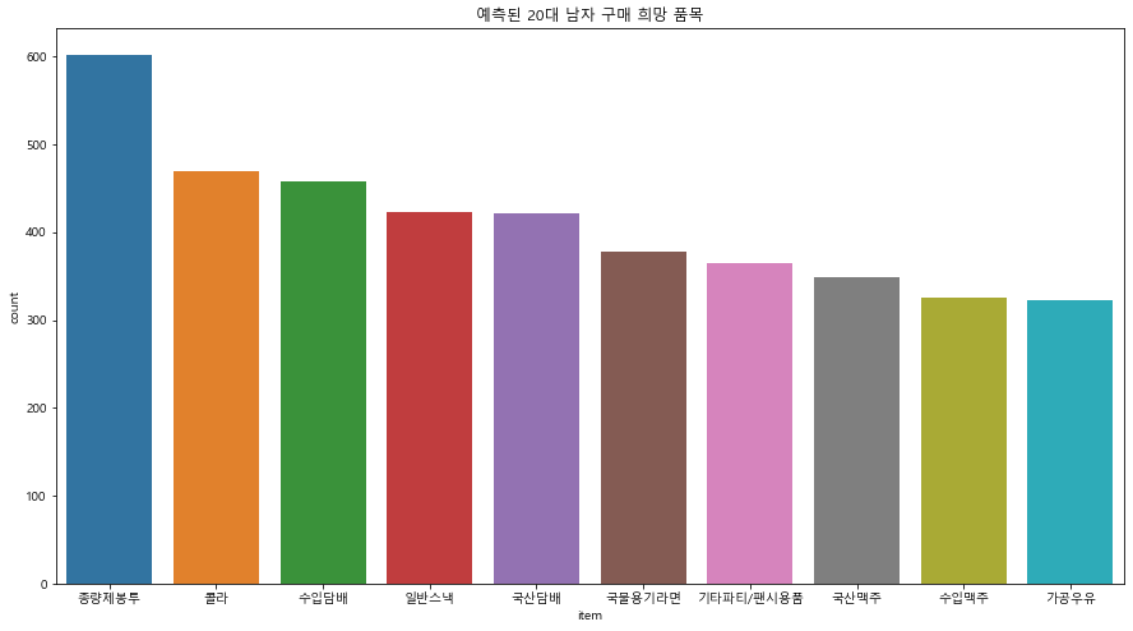 예측된 20대 남자 구매 희망 품목
count
600
500
400
300
200
100
0
종량제봉투 콜라 수입담배 일반스낵 국산담배 국물용기라면 기타파티/팬시용품 국산맥주 수입맥주 가공우유
item